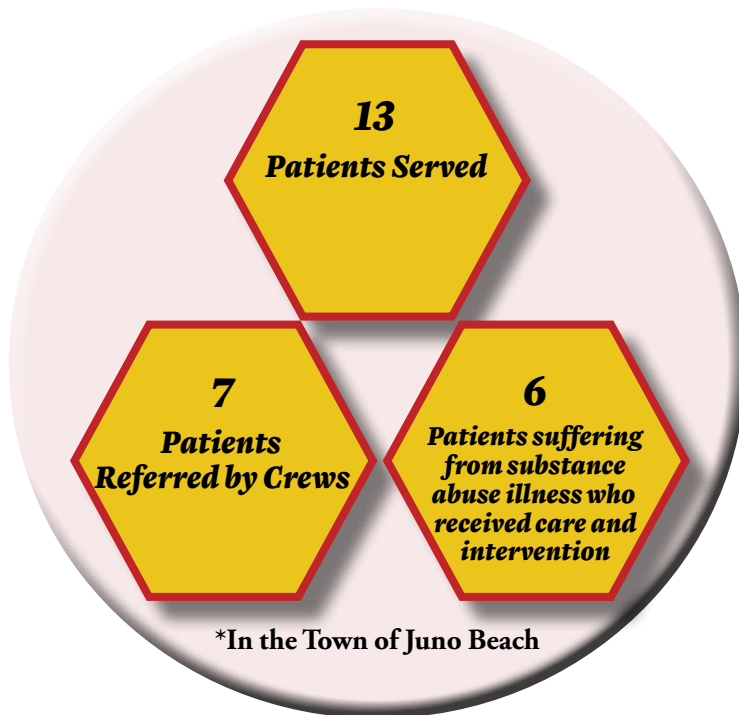 13
Patients Served
7
Patients
Referred by Crews
6
Patients suffering
from substance
abuse illness who
received care and
intervention
*In the Town of Juno Beach